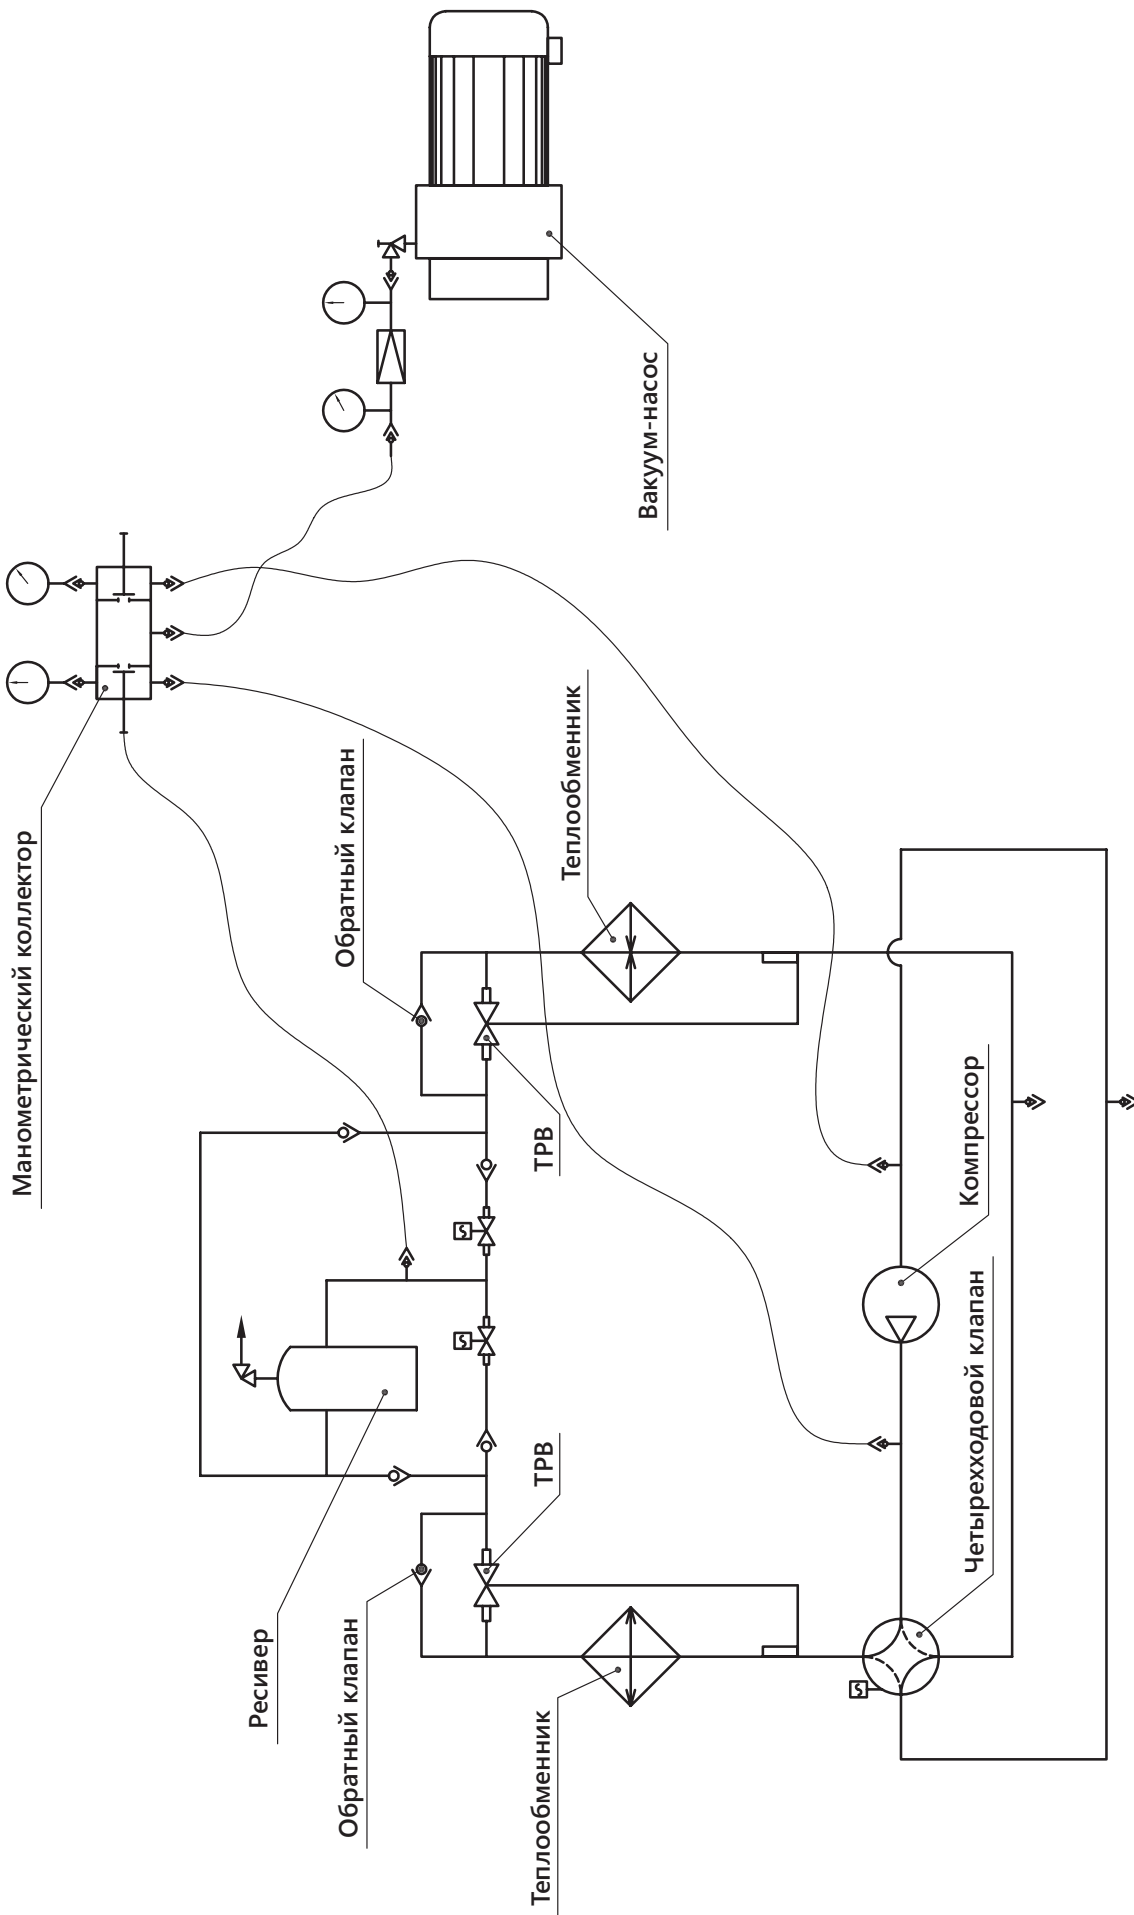 Манометрический коллектор
Ресивер
Обратный клапан
Обратный клапан
Теплообменник
ТРВ
ТРВ
Теплообменник
Вакуум-насос
Четырехходовой клапан
Компрессор